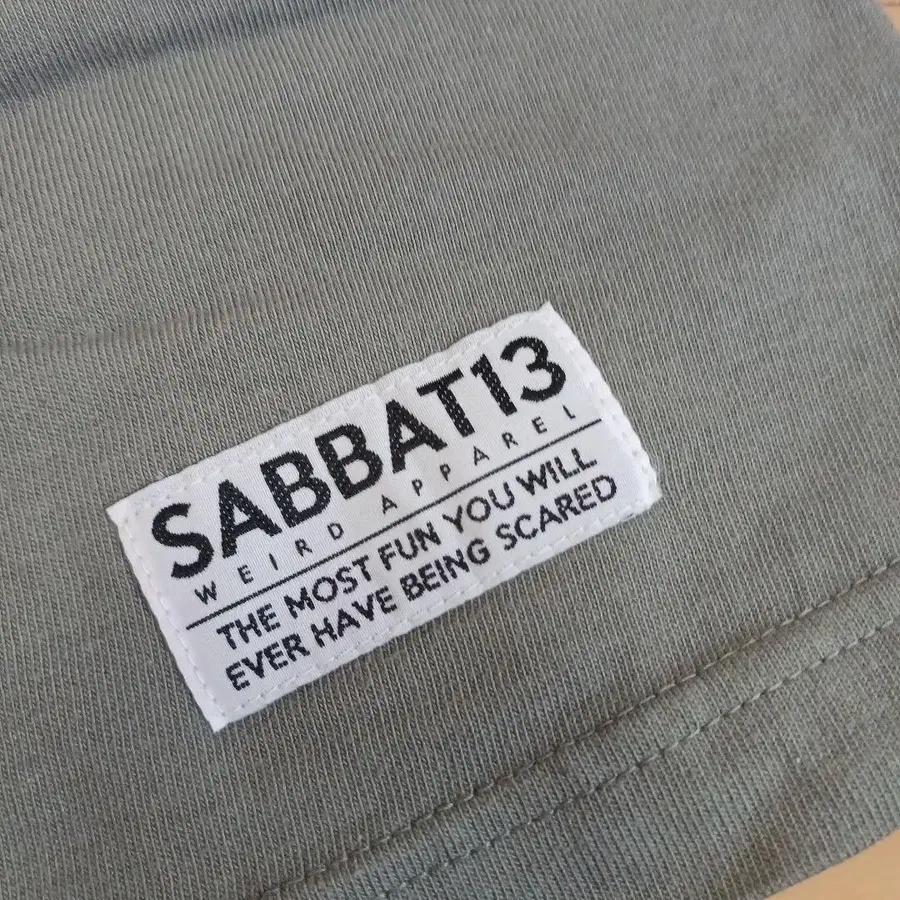 SABBAT13
WEIRD APPAREL
THE MOST FUN YOU WILL
EVER HAVE BEING SCARED